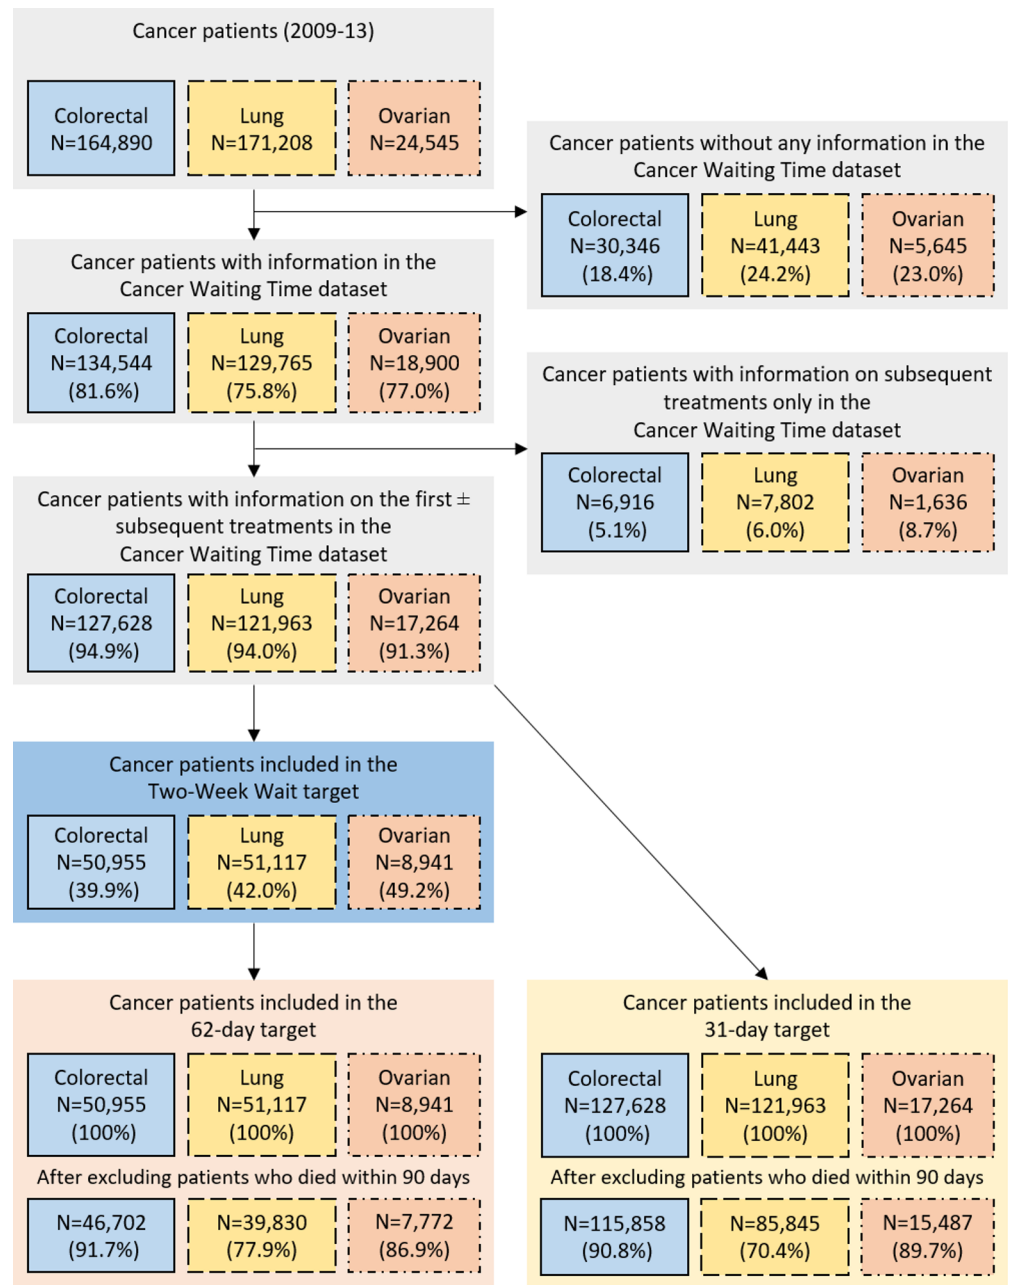 Cancer patients (2009-13)
Colorectal
N=164,890
Lung
N=171,208
Ovarian
N=24,545
Cancer patients without any information in the
Cancer Waiting Time dataset
Colorectal
N=30,346
(18.4%)
Lung
N=41,443
(24.2%)
Ovarian
N=5,645
(23.0%)
Cancer patients with information in the
Cancer Waiting Time dataset
Colorectal
N=134,544
(81.6%)
Lung
N=129,765
(75.8%)
Ovarian
N=18,900
(77.0%)
Cancer patients with information on subsequent
treatments only in the
Cancer Waiting Time dataset
Colorectal
N=6,916
(5.1%)
Lung
N=7,802
(6.0%)
Ovarian
N=1,636
(8.7%)
Cancer patients with information on the first ±
subsequent treatments in the
Cancer Waiting Time dataset
Colorectal
N=127,628
(94.9%)
Lung
N=121,963
(94.0%)
Ovarian
N=17,264
(91.3%)
Cancer patients included in the
Two-Week Wait target
Colorectal
N=50,955
(39.9%)
Lung
N=51,117
(42.0%)
Ovarian
N=8,941
(49.2%)
Cancer patients included in the
62-day target
Colorectal
N=50,955
(100%)
Lung
N=51,117
(100%)
Ovarian
N=8,941
(100%)
After excluding patients who died within 90 days
N=46,702
(91.7%)
N=39,830
(77.9%)
N=7,772
(86.9%)
Cancer patients included in the
31-day target
Colorectal
N=127,628
(100%)
Lung
N=121,963
(100%)
Ovarian
N=17,264
(100%)
After excluding patients who died within 90 days
N=115,858
(90.8%)
N=85,845
(70.4%)
N=15,487
(89.7%)